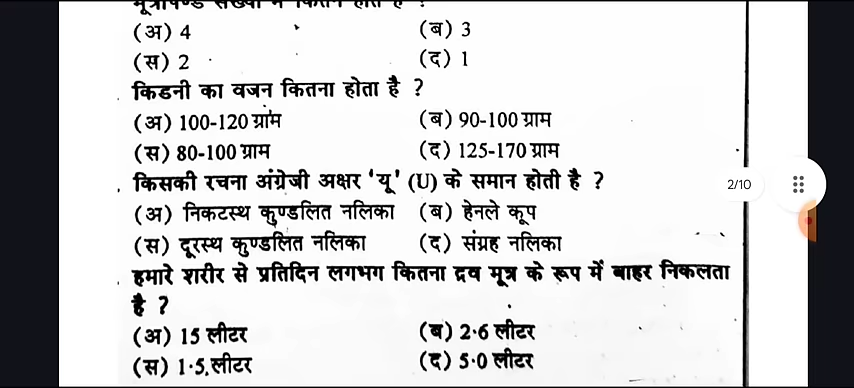 मूत्रपिण्ड संख्या में कितने होते हैं ?
(अ) 4 (ब) 3
(स) 2 (द) 1
किडनी का वजन कितना होता है ?
(अ) 100-120 ग्राम (ब) 90-100 ग्राम
(स) 80-100 ग्राम (द) 125-170 ग्राम
किसकी रचना अंग्रेजी अक्षर 'यू' (U) के समान होती है ?
2/10
(अ) निकटस्थ कुण्डलित नलिका (ब) हेनले कूप
(स) दूरस्थ कुण्डलित नलिका (द) संग्रह नलिका
हमारे शरीर से प्रतिदिन लगभग कितना द्रव मूत्र के रूप में बाहर निकलता
है ?
(अ) 15 लीटर (ब) 2·6 लीटर
(स) 1·5 लीटर (द) 5·0 लीटर